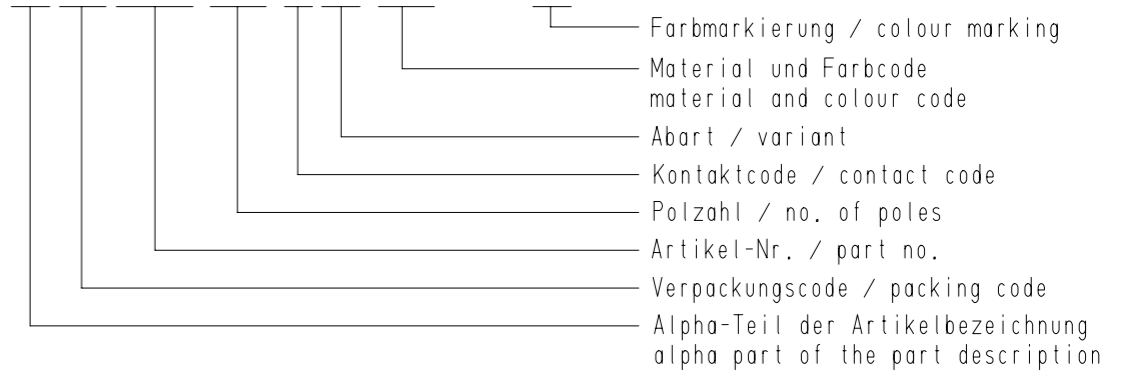 Farbmarkierung / colour marking
Material und Farbcode
material and colour code
Abart / variant
Kontaktcode / contact code
Polzahl / no. of poles
Artikel-Nr. / part no.
Verpackungscode / packing code
Alpha-Teil der Artikelbezeichnung
alpha part of the part description